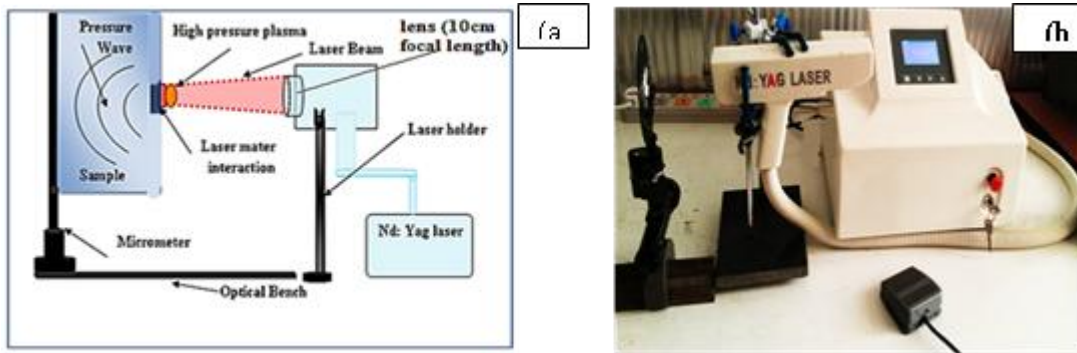 Pressure
Wave
High pressure plasma
Laser Beam
lens (10cm
focal length)
Laser holder
Laser mater
interaction
Sample
Micrometer
Nd: Yag laser
Optical Bench
(a
: YAG LASER
(b